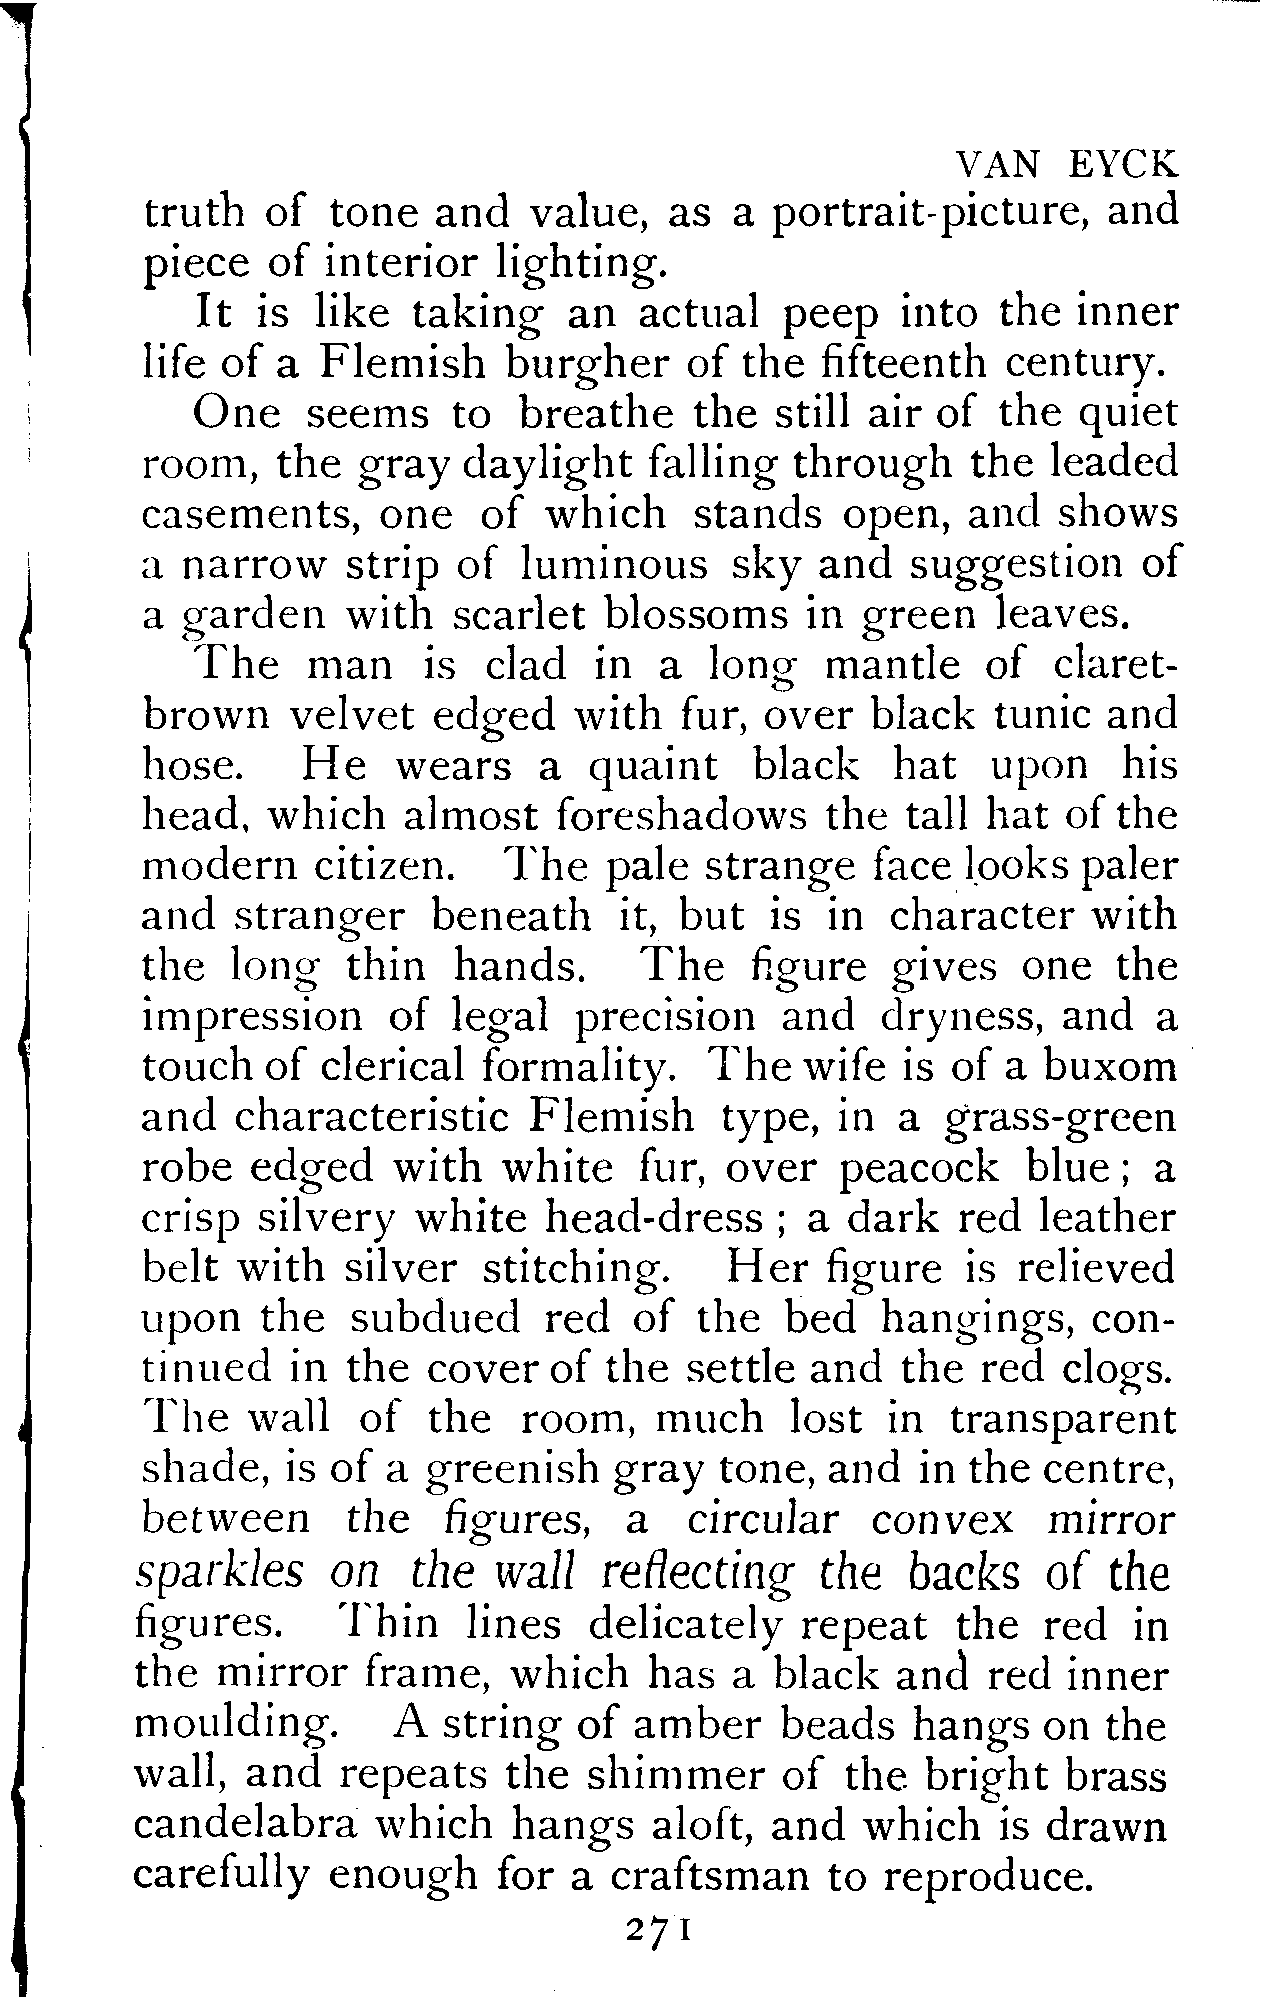 VAN EYCK
truth of tone and value, as a portrait-picture, and
piece of interior lighting.
It is like taking an actual peep into the inner
life of a Flemish burgher of the fifteenth century.
One seems to breathe the still air of the quiet
room, the gray daylight falling through the leaded
casements, one of which stands open, and shows
a narrow strip of luminous sky and suggestion of
a garden with scarlet blossoms in green leaves.
The man is clad in a long mantle of claret-
brown velvet edged with fur, over black tunic and
hose. He wears a quaint black hat upon his
head, which almost foreshadows the tall hat of the
modern citizen. The pale strange face looks paler
and stranger beneath it, but is in character with
the long thin hands. The figure gives one the
impression of legal precision and dryness, and a
touch of clerical formality. The wife is of a buxom
and characteristic Flemish type, in a grass-green
robe edged with white fur, over peacock blue ; a
crisp silvery white head-dress ; a dark red leather
belt with silver stitching. Her figure is relieved
upon the subdued red of the bed hangings, con-
tinued in the cover of the settle and the red clogs.
The wall of the room, much lost in transparent
shade, is of a greenish gray tone, and in the centre,
between the figures, a circular convex mirror
sparkles on the wall reflecting the backs of the
figures. Thin lines delicately repeat the red in
the mirror frame, which has a black and red inner
moulding. A string of amber beads hangs on the
wall, and repeats the shimmer of the bright brass
candelabra which hangs aloft, and which is drawn
carefully enough for a craftsman to reproduce.
271